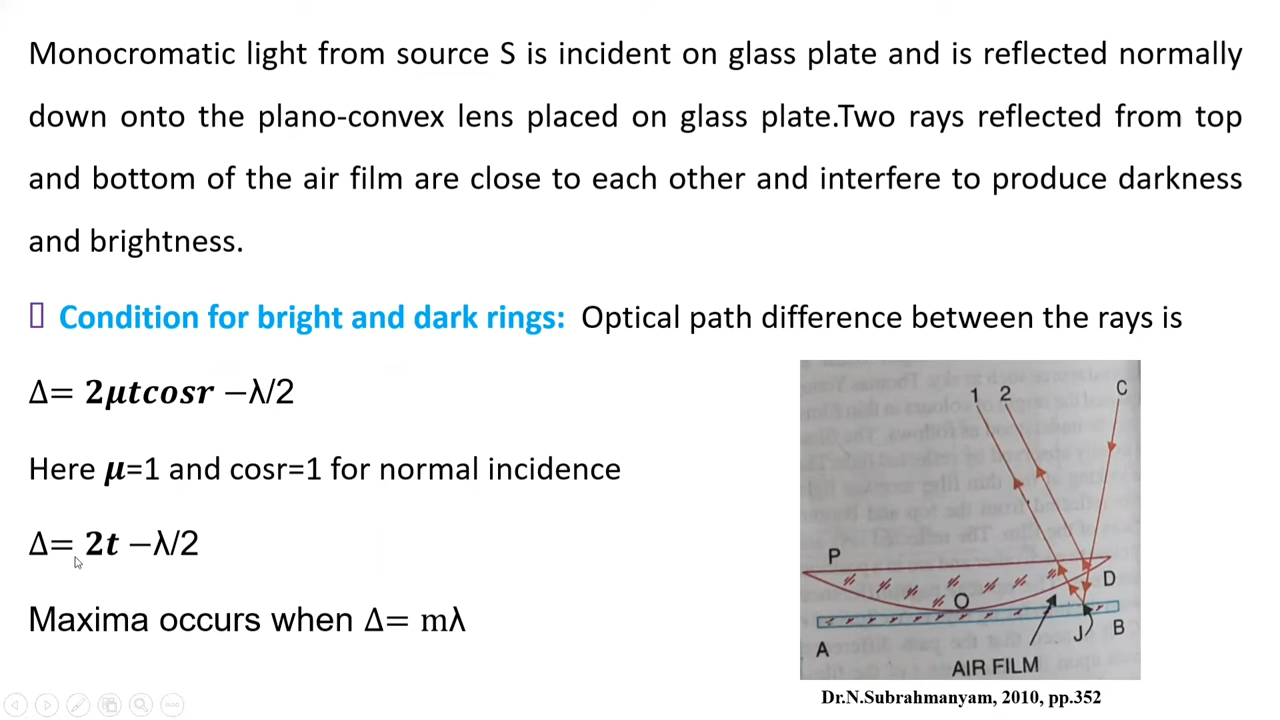 Monocromatic light from source S is incident on glass plate and is reflected normally
down onto the plano-convex lens placed on glass plate.Two rays reflected from top
and bottom of the air film are close to each other and interfere to produce darkness
and brightness.
Condition for bright and dark rings: Optical path difference between the rays is
Δ= 2μtcosr −λ/2
Here μ=1 and cosr=1 for normal incidence
Δ= 2t −λ/2
Maxima occurs when Δ= mλ
1 2 C
P
D
O
A
J
B
AIR FILM
Dr.N.Subrahmanyam, 2010, pp.352